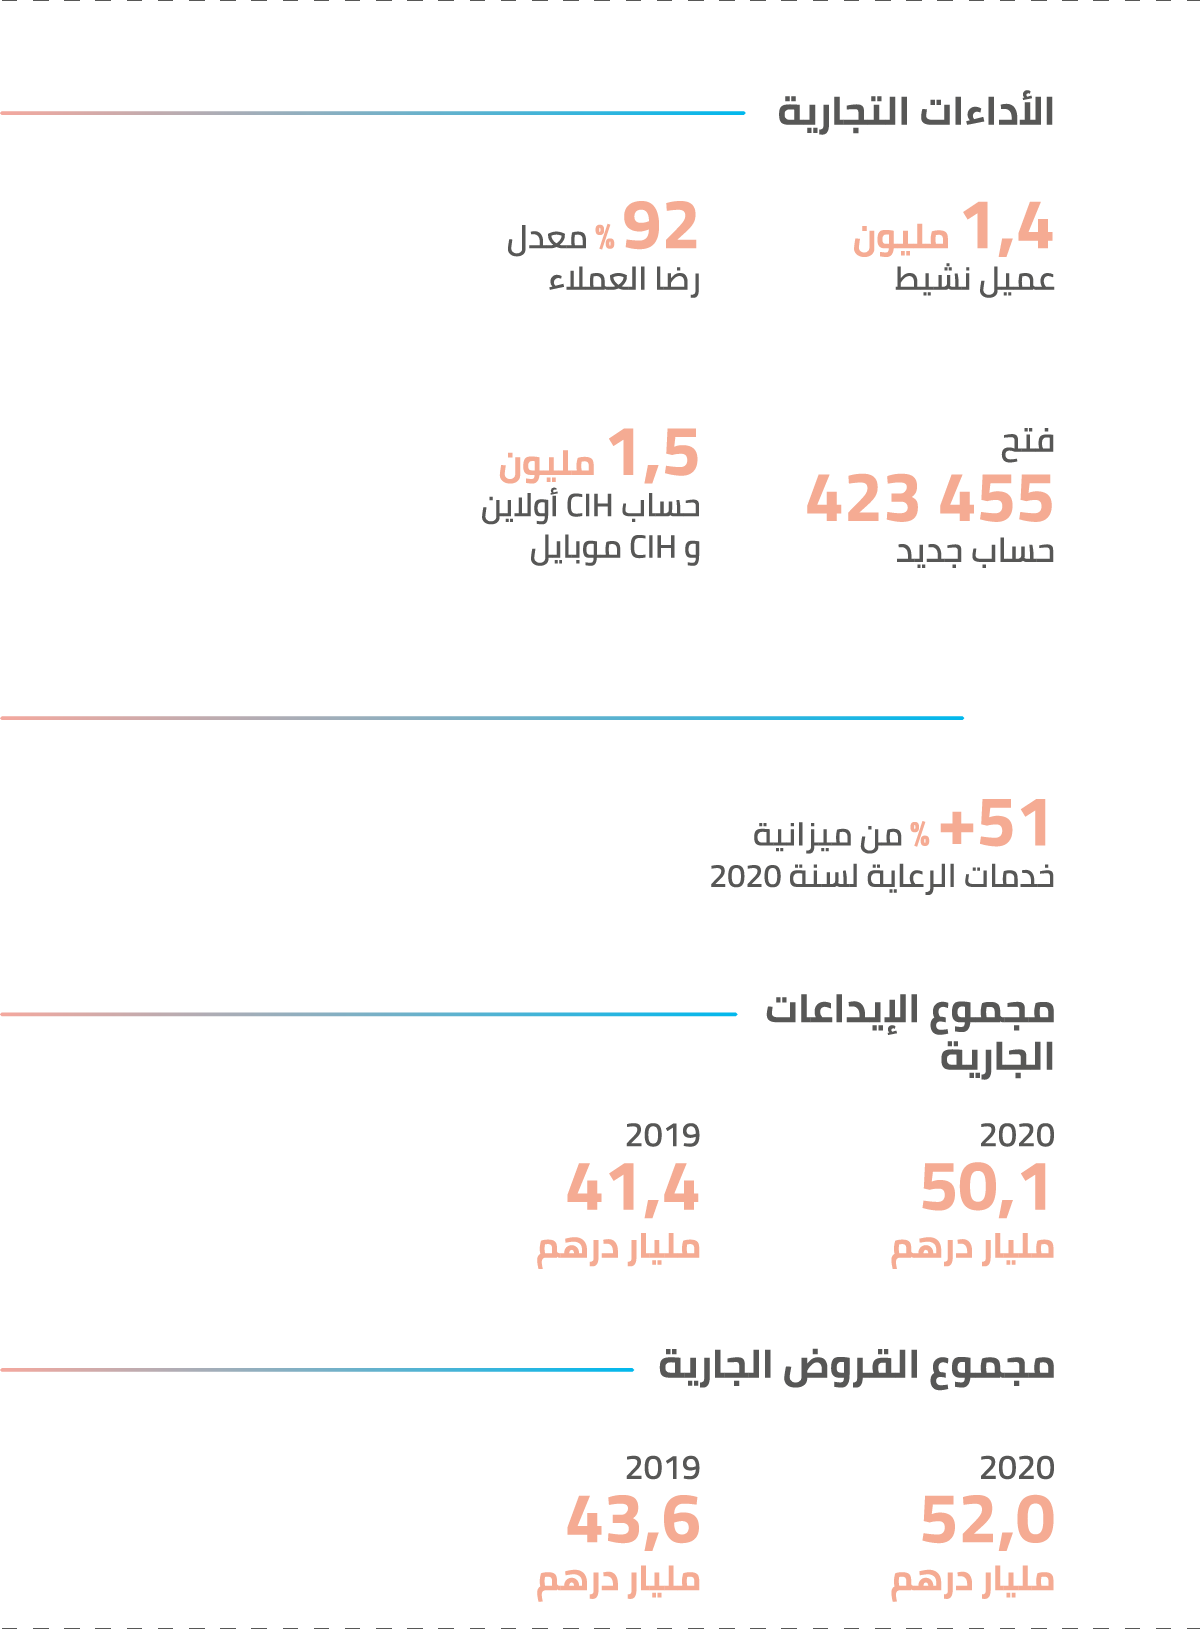 الأداءات التجارية
1,4 مليون
عميل نشيط
92 % معدل
رضا العملاء
فتح
423 455
حساب جديد
1,5 مليون
حساب CIH أولاين
و CIH موبايل
+51 % من ميزانية
خدمات الرعاية لسنة 2020
مجموع الإيداعات
الجارية
2020
50,1
مليار درهم
2019
41,4
مليار درهم
مجموع القروض الجارية
2020
52,0
مليار درهم
2019
43,6
مليار درهم